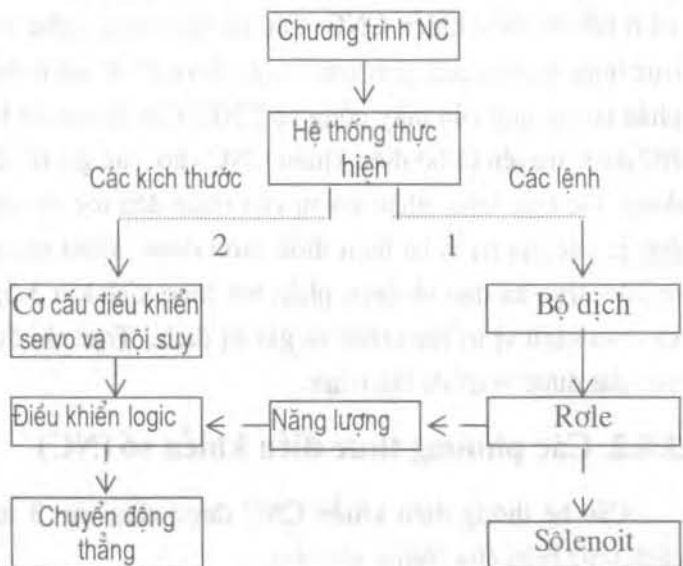 Chương trình NC
Hệ thống thực
hiện
Các kích thước
Các lệnh
2
1
Cơ cấu điều khiển
servo và nội suy
Bộ dịch
Điều khiển logic
Năng lượng
Rơle
Chuyển động
thẳng
Sôlenoit